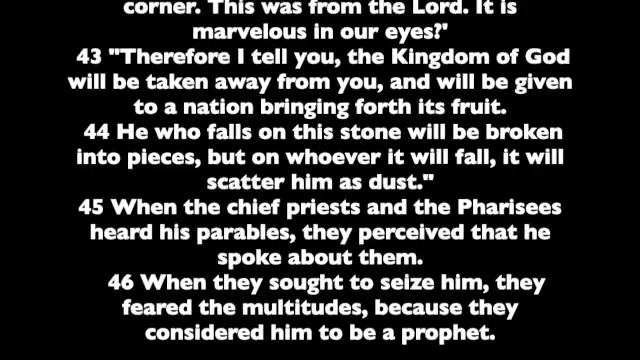 corner. This was from the Lord. It is
marvelous in our eyes?'
43 "Therefore I tell you, the Kingdom of God
will be taken away from you, and will be given
to a nation bringing forth its fruit.
44 He who falls on this stone will be broken
into pieces, but on whoever it will fall, it will
scatter him as dust."
45 When the chief priests and the Pharisees
heard his parables, they perceived that he
spoke about them.
46 When they sought to seize him, they
feared the multitudes, because they
considered him to be a prophet.